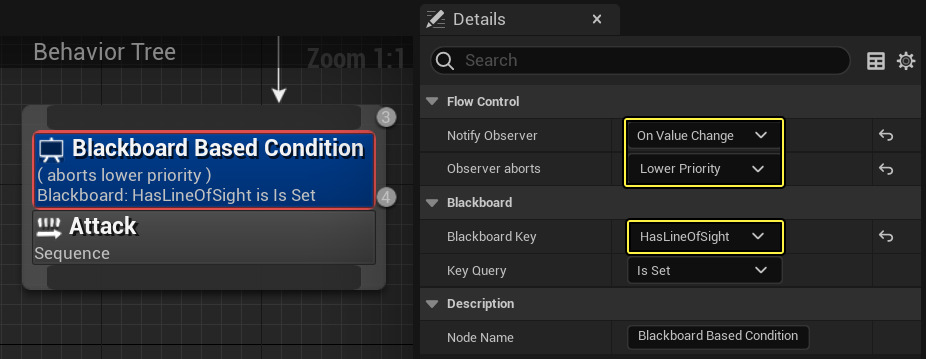 Behavior Tree
Zoom 1:1
3
Blackboard Based Condition
( aborts lower priority )
Blackboard: HasLineOfSight is Is Set
4
Attack
Sequence
Details
Search
Flow Control
Notify Observer On Value Change
Observer aborts Lower Priority
Blackboard
Blackboard Key HasLineOfSight
Key Query Is Set
Description
Node Name Blackboard Based Condition